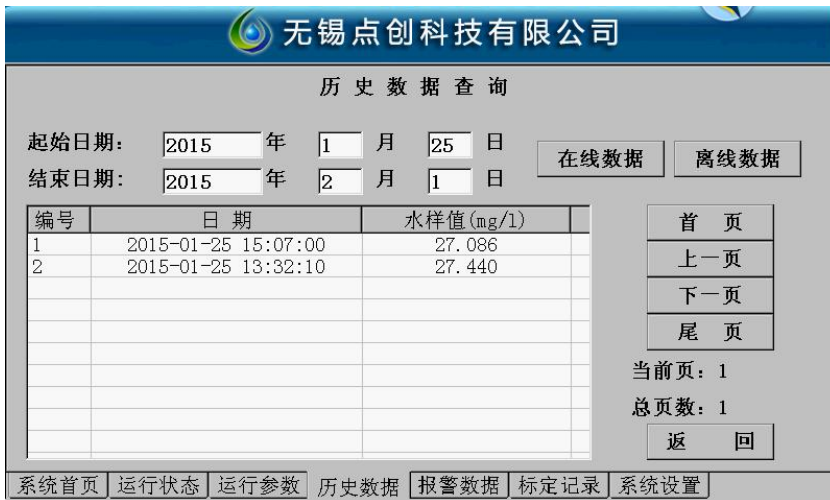 无锡点创科技有限公司
历史数据查询
起始日期: 2015 年 1 月 25 日
结束日期: 2015 年 2 月 1 日
在线数据 离线数据
编号 日 期 水样值(mg/l)
1 2015-01-25 15:07:00 27.086
2 2015-01-25 13:32:10 27.440
首 页
上一页
下一页
尾 页
当前页: 1
总页数: 1
返 回
系统首页 运行状态 运行参数 历史数据 报警数据 标定记录 系统设置